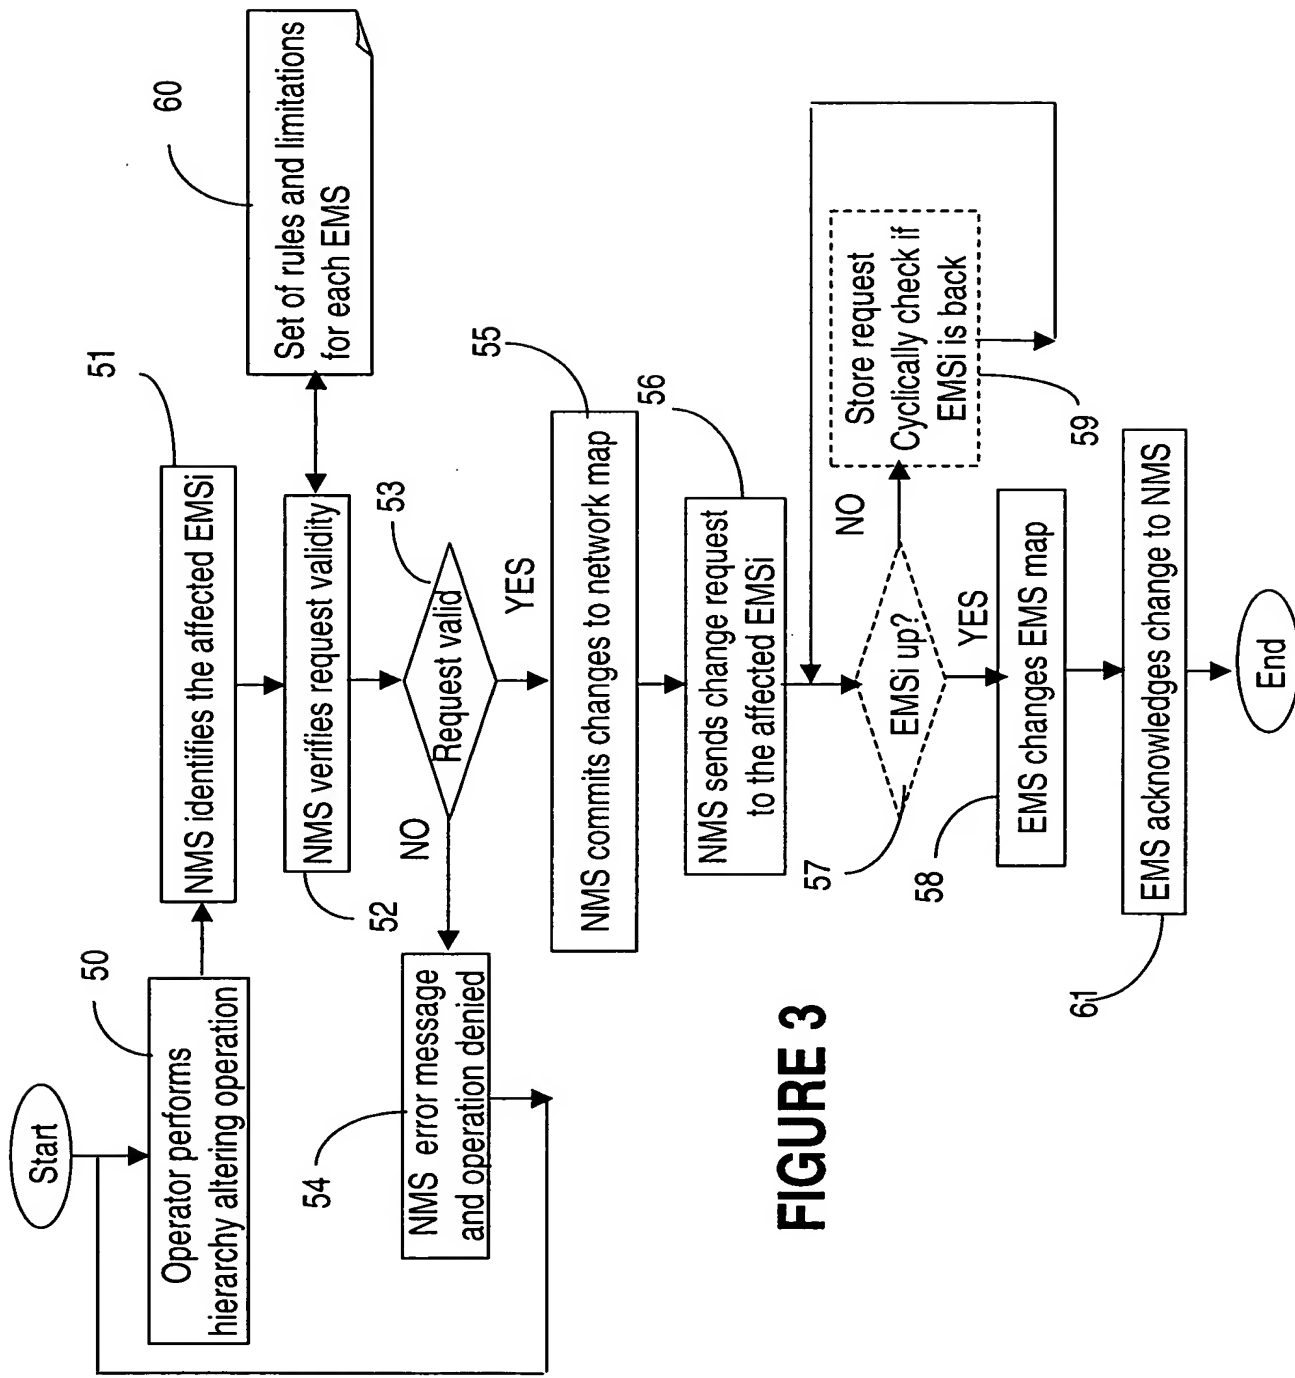 Start
50
Operator performs
hierarchy altering operation
51
NMS identifies the affected EMSi
60
Set of rules and limitations
for each EMS
52
NMS verifies request validity
53
Request valid
NO
YES
54
NMS error message
and operation denied
55
NMS commits changes to network map
56
NMS sends change request
to the affected EMSi
57
EMSi up?
NO
YES
Store request
Cyclically check if
EMSi is back
59
58
EMS changes EMS map
61
EMS acknowledges change to NMS
End
FIGURE 3